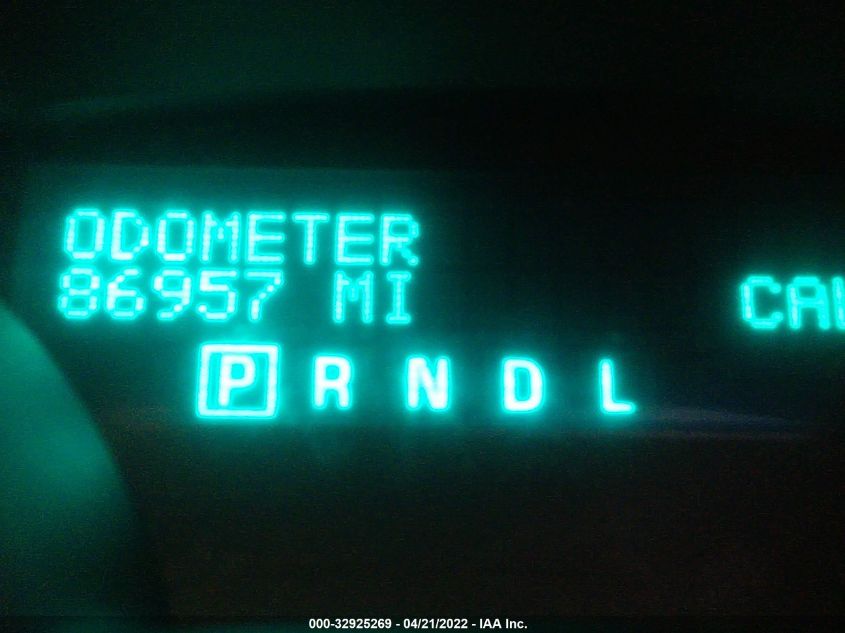 ODOMETER
86957 MI
P R N D L
000-32925269 - 04/21/2022 - IAA Inc.